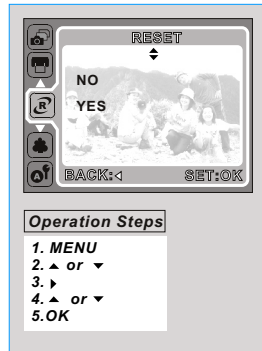 RESET
NO
YES
BACK: SET:OK
Operation Steps
1. MENU
2. ▲ or ▼
3. ▶
4. ▲ or ▼
5.OK